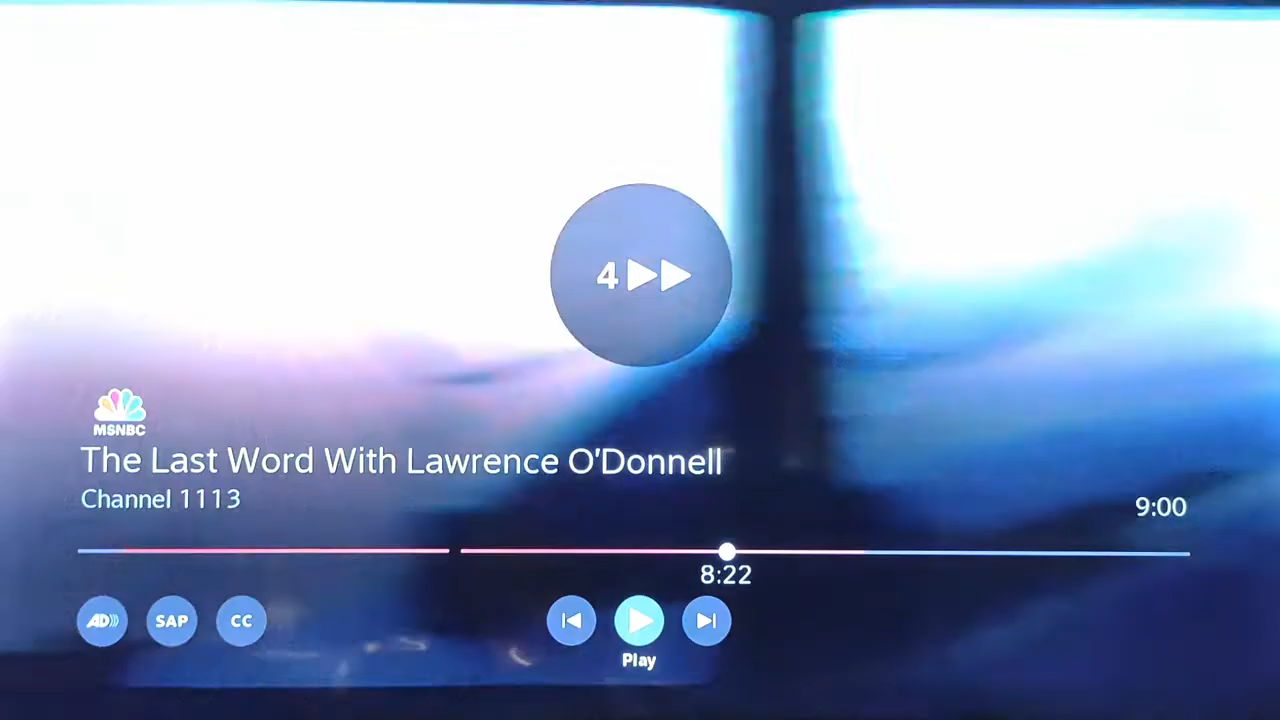 4
MSNBC
The Last Word With Lawrence O'Donnell
Channel 1113
9:00
8:22
AD
SAP
CC
Play